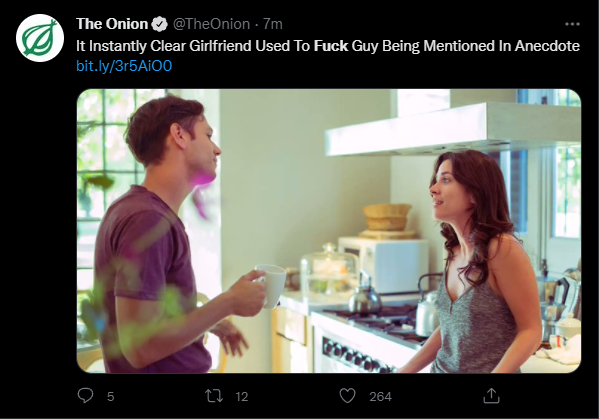 The Onion @TheOnion · 7m
It Instantly Clear Girlfriend Used To Fuck Guy Being Mentioned In Anecdote
bit.ly/3r5AiO0
5 12 264